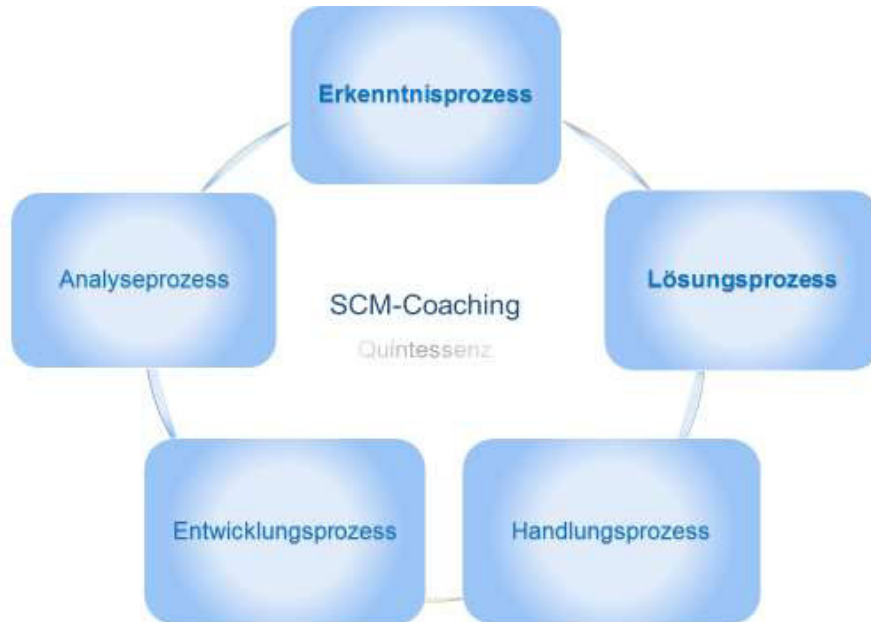 Erkenntnisprozess
Analyseprozess
Lösungsprozess
SCM-Coaching
Quintessenz
Entwicklungsprozess
Handlungsprozess